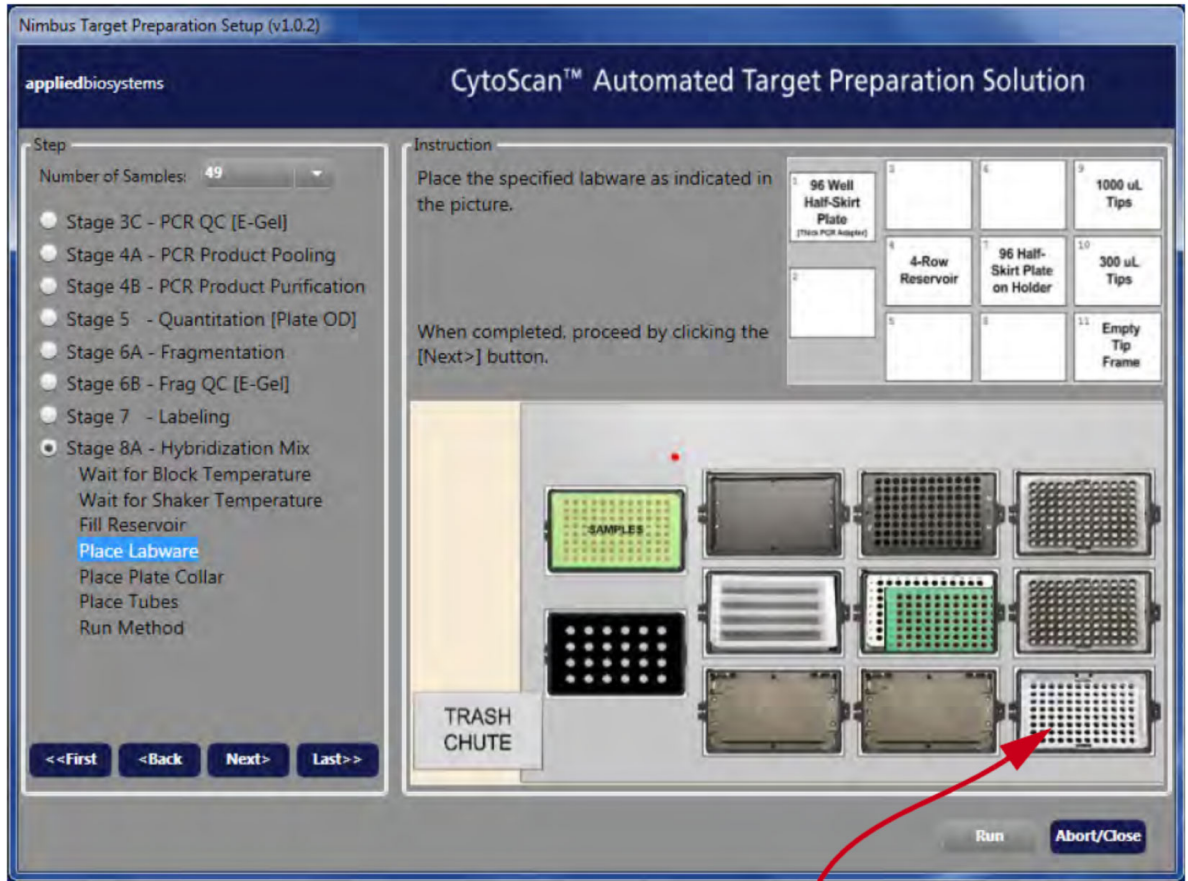 Nimbus Target Preparation Setup (v1.0.2)
appliedbiosystems
CytoScan™ Automated Target Preparation Solution
Step
Number of Samples: 49
Stage 3C - PCR QC [E-Gel]
Stage 4A - PCR Product Pooling
Stage 4B - PCR Product Purification
Stage 5 - Quantitation [Plate OD]
Stage 6A - Fragmentation
Stage 6B - Frag QC [E-Gel]
Stage 7 - Labeling
Stage 8A - Hybridization Mix
Wait for Block Temperature
Wait for Shaker Temperature
Fill Reservoir
Place Labware
Place Plate Collar
Place Tubes
Run Method
<<First
<Back
Next>
Last>>
Instruction
Place the specified labware as indicated in
the picture.
When completed, proceed by clicking the
[Next>] button.
1
96 Well
Half-Skirt
Plate
[Thick PCR Adapter]
2
3
4
4-Row
Reservoir
5
7
96 Half-
Skirt Plate
on Holder
8
9
1000 uL
Tips
10
300 uL
Tips
11
Empty
Tip
Frame
SAMPLES
TRASH
CHUTE
Run
Abort/Close